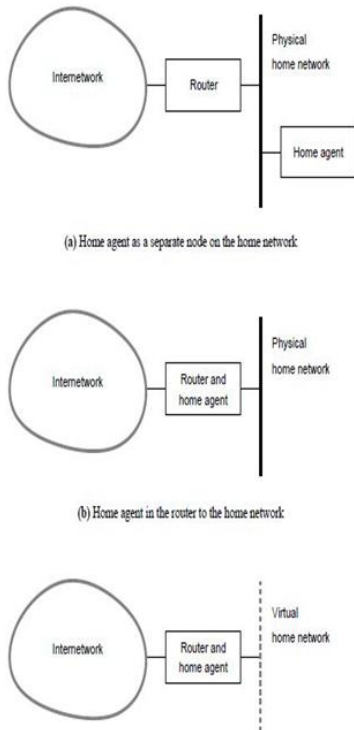 Internetwork
Router
Physical
home network
Home agent
(a) Home agent as a separate node on the home network
Internetwork
Router and
home agent
Physical
home network
(b) Home agent in the router to the home network
Internetwork
Router and
home agent
Virtual
home network